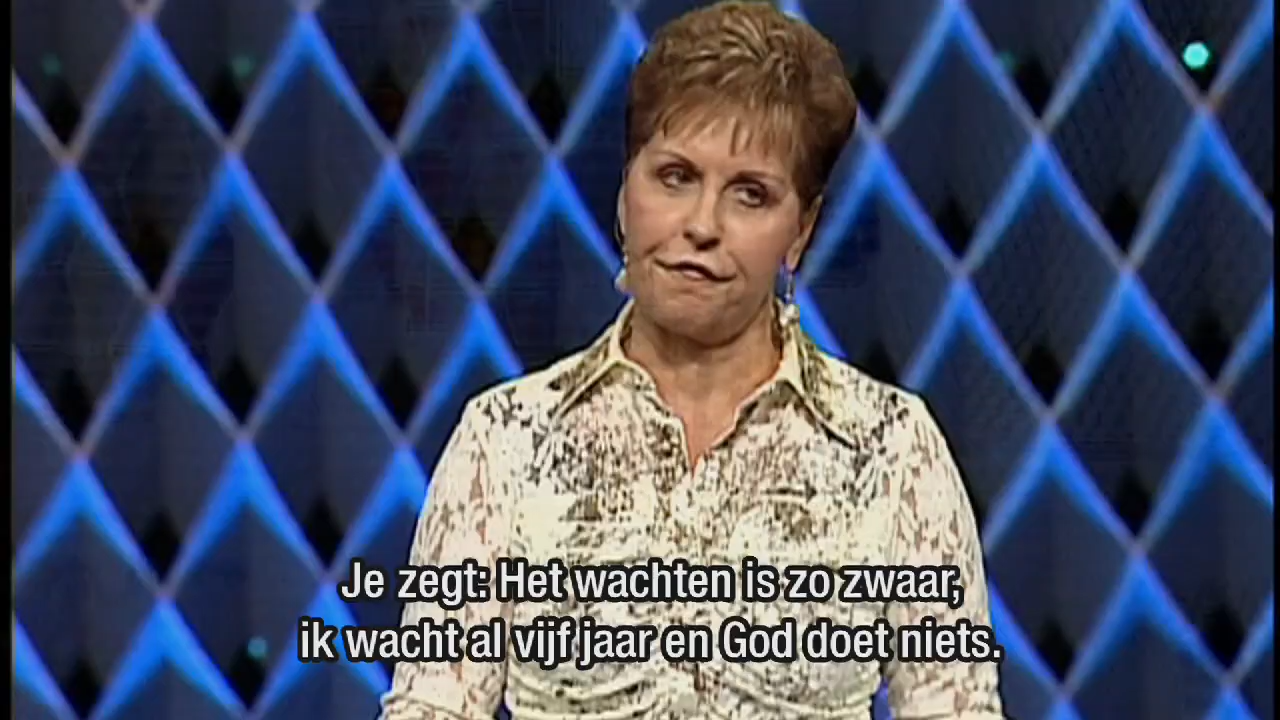 Je zegt: Het wachten is zo zwaar,
ik wacht al vijf jaar en God doet niets.